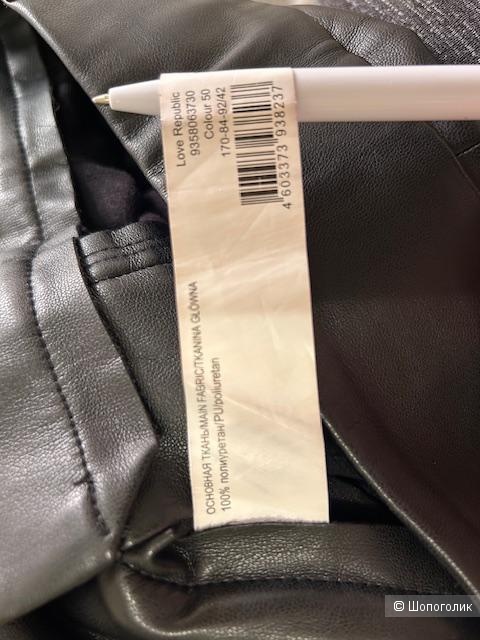 Love Republic
9358063730
Colour 50
170-84-92/42
4 603373 938237
ОСНОВНАЯ ТКАНЬ/MAIN FABRIC/TKANINA GŁÓWNA
100% полиуретан/PU/poliuretan
© Шопоголик